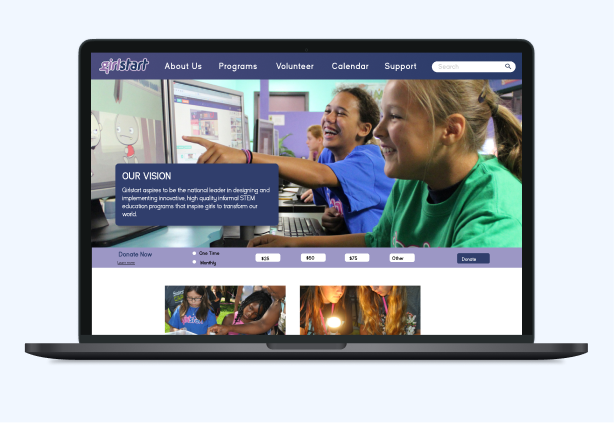 girlstart
About Us Programs Volunteer Calendar Support Search
OUR VISION
Girlstart aspires to be the national leader in designing and
implementing innovative, high quality informal STEM
education programs that inspire girls to transform our
world.
Donate Now
Learn more
One Time
Monthly
$25 $50 $75 Other Donate